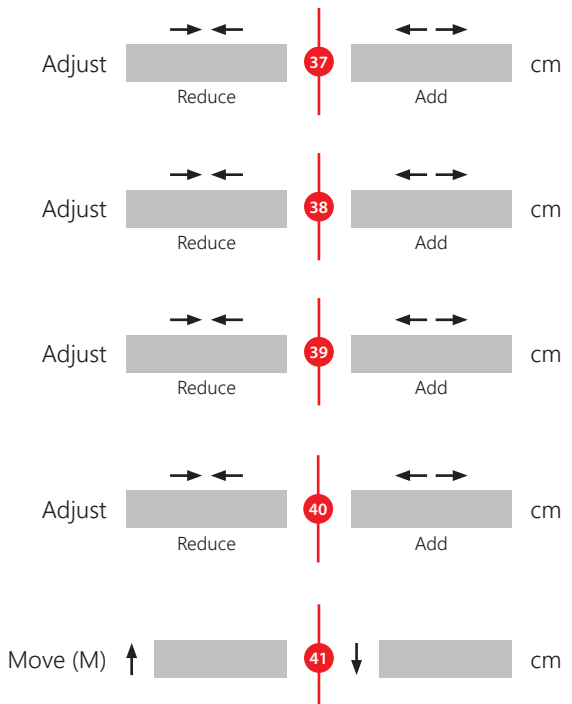 Adjust 37 cm
Reduce Add
Adjust 38 cm
Reduce Add
Adjust 39 cm
Reduce Add
Adjust 40 cm
Reduce Add
Move (M) 41 cm